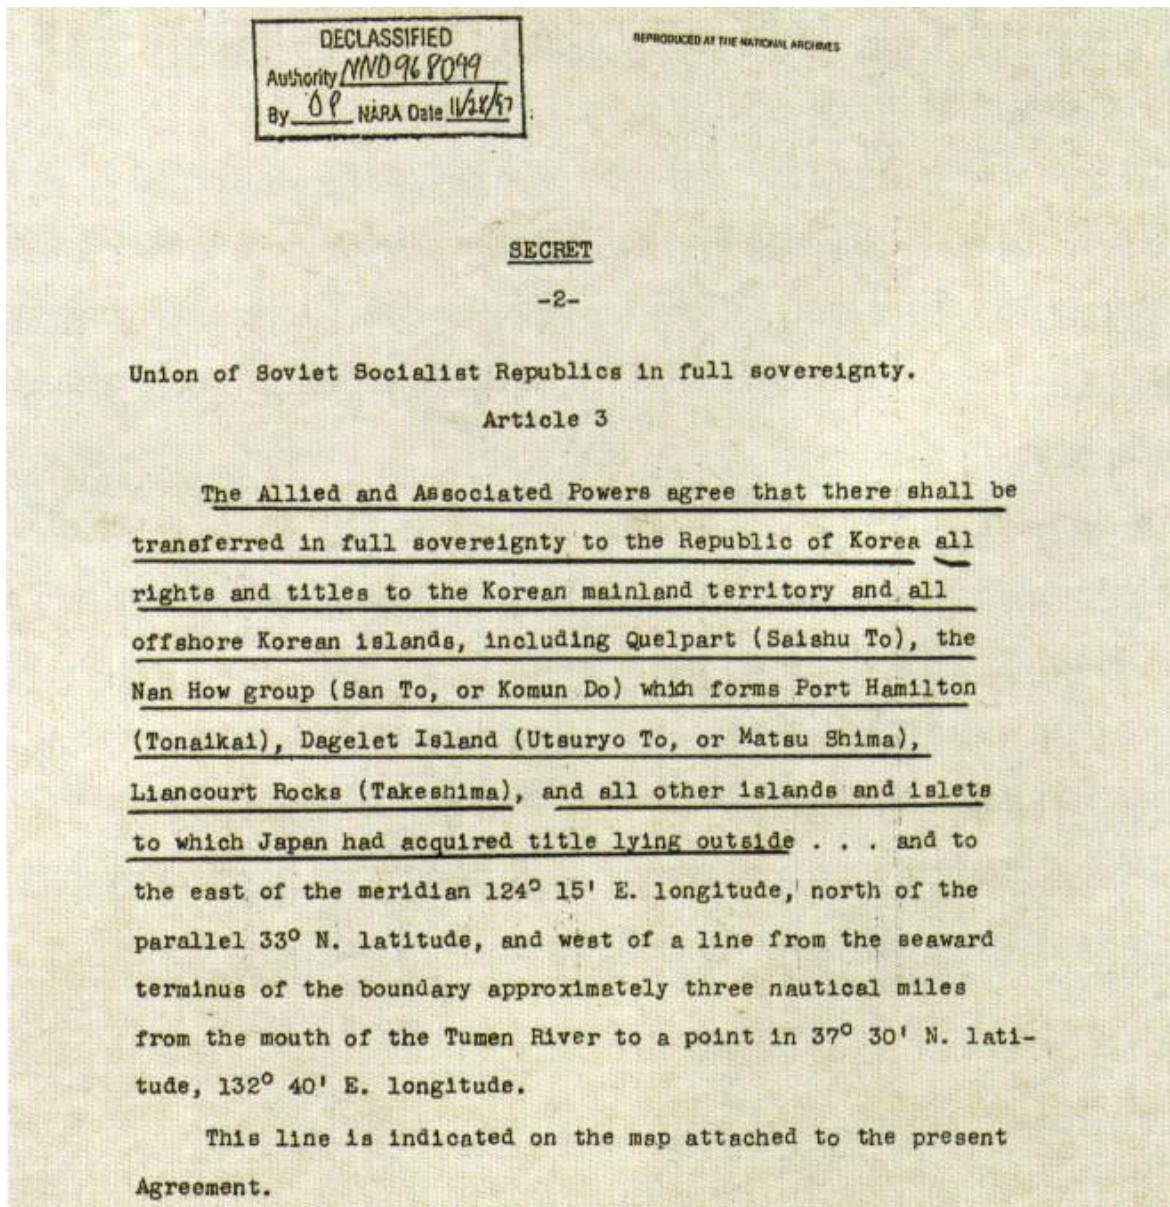 DECLASSIFIED
Authority NND968099
By OP NARA Date 11/28/97
REPRODUCED AT THE NATIONAL ARCHIVES
SECRET
-2-
Union of Soviet Socialist Republics in full sovereignty.
Article 3
The Allied and Associated Powers agree that there shall be
transferred in full sovereignty to the Republic of Korea all
rights and titles to the Korean mainland territory and all
offshore Korean islands, including Quelpart (Saishu To), the
Nan How group (San To, or Komun Do) which forms Port Hamilton
(Tonaikai), Dagelet Island (Utsuryo To, or Matsu Shima),
Liancourt Rocks (Takeshima), and all other islands and islets
to which Japan had acquired title lying outside . . . and to
the east of the meridian 124° 15' E. longitude, north of the
parallel 33° N. latitude, and west of a line from the seaward
terminus of the boundary approximately three nautical miles
from the mouth of the Tumen River to a point in 37° 30' N. lati-
tude, 132° 40' E. longitude.
This line is indicated on the map attached to the present
Agreement.